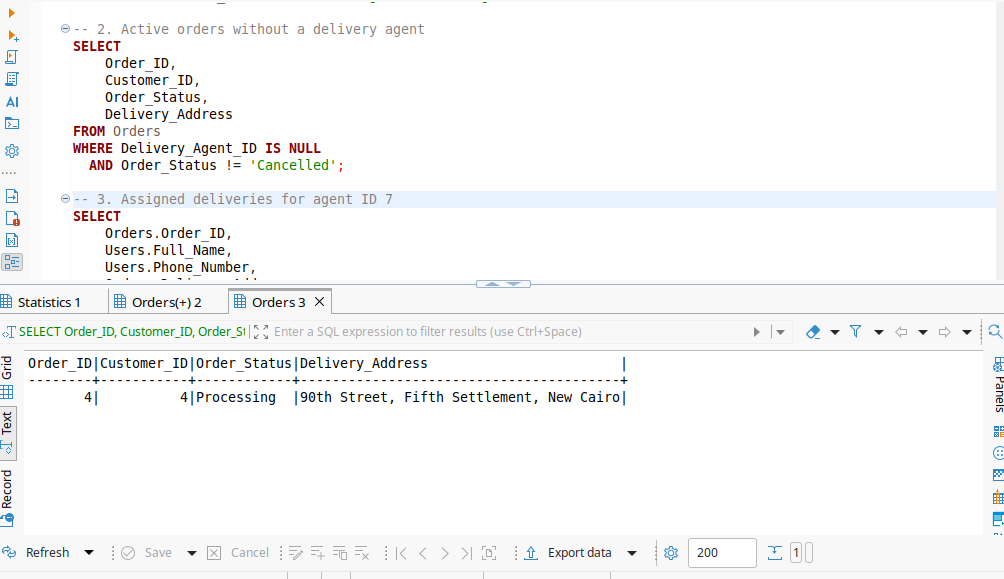 -- 2. Active orders without a delivery agent
SELECT
Order_ID,
Customer_ID,
Order_Status,
Delivery_Address
FROM Orders
WHERE Delivery_Agent_ID IS NULL
AND Order_Status != 'Cancelled';
-- 3. Assigned deliveries for agent ID 7
SELECT
Orders.Order_ID,
Users.Full_Name,
Users.Phone_Number,
AI
Statistics 1
Orders(+) 2
Orders 3
SELECT Order_ID, Customer_ID, Order_St
Enter a SQL expression to filter results (use Ctrl+Space)
Grid
Text
Record
Order_ID|Customer_ID|Order_Status|Delivery_Address                        |
--------+-----------+------------+----------------------------------------+
       4|          4|Processing  |90th Street, Fifth Settlement, New Cairo|
Panels
Refresh
Save
Cancel
Export data
200
1